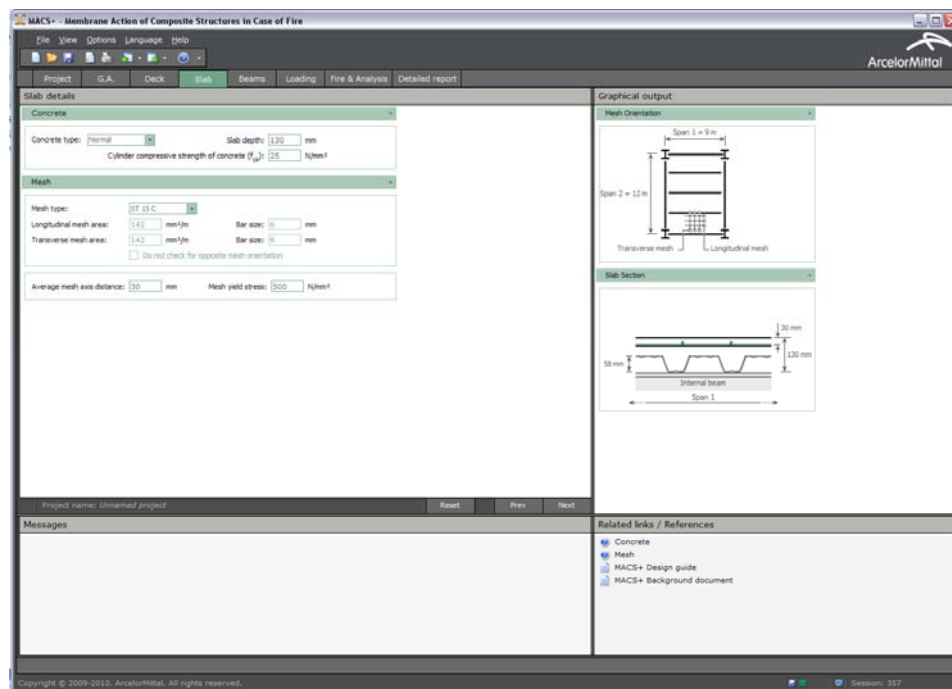 MACS+ - Membrane Action of Composite Structures in Case of Fire
File View Options Language Help
ArcelorMittal
Project G.A. Deck Slab Beams Loading Fire & Analysis Detailed report
Slab details
Concrete
Concrete type: Normal Slab depth: 130 mm
Cylinder compressive strength of concrete (fck): 25 N/mm²
Mesh
Mesh type: ST 15 C
Longitudinal mesh area: 142 mm²/m Bar size: 6 mm
Transverse mesh area: 142 mm²/m Bar size: 6 mm
Do not check for opposite mesh orientation
Average mesh axis distance: 30 mm Mesh yield stress: 500 N/mm²
Graphical output
Mesh Orientation
Span 1 = 9 m
Span 2 = 12 m
Transverse mesh Longitudinal mesh
Slab Section
30 mm
130 mm
58 mm
Internal beam
Span 1
Project name: Unnamed project Reset Prev Next
Messages
Related links / References
Concrete
Mesh
MACS+ Design guide
MACS+ Background document
Copyright © 2009-2010. ArcelorMittal. All rights reserved. Session: 357